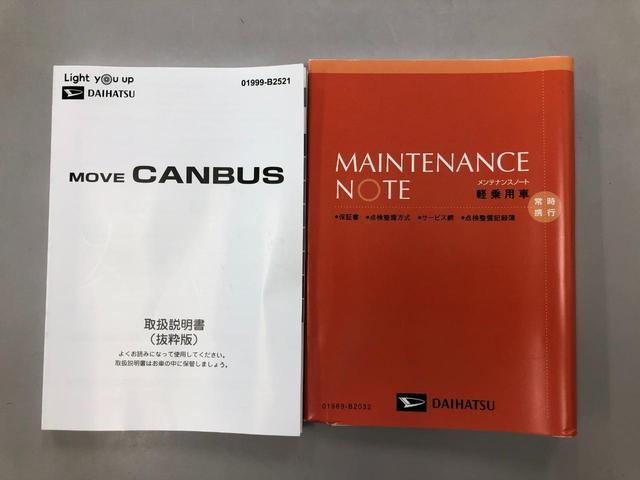 Light you up
DAIHATSU
01999-B2521
MOVE CANBUS
取扱説明書
（抜粋版）
よくお読みになって使用してください。
取扱説明書はお車の中に保管しましょう。
MAINTENANCE
NOTE
メンテナンスノート
軽乗用車
常時
携行
●保証書 ●点検整備方式 ●サービス網 ●点検整備記録簿
01989-B2032
DAIHATSU